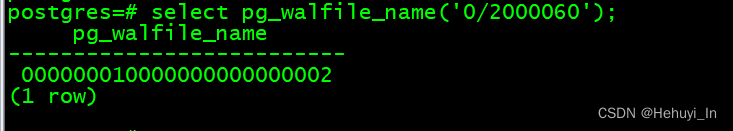 postgres=# select pg_walfile_name('0/2000060');
pg_walfile_name
--------------------------
000000010000000000000002
(1 row)
CSDN @Hehuyi_In